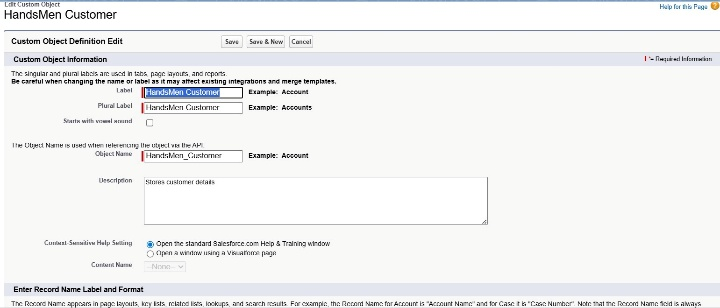 Edit Custom Object
HandsMen Customer
Help for this Page
Custom Object Definition Edit
Save
Save & New
Cancel
Custom Object Information
= Required Information
The singular and plural labels are used in tabs, page layouts, and reports.
Be careful when changing the name or label as it may affect existing integrations and merge templates.
Label HandsMen Customer Example: Account
Plural Label HandsMen Customer Example: Accounts
Starts with vowel sound
The Object Name is used when referencing the object via the API.
Object Name HandsMen_Customer Example: Account
Description Stores customer details
Context-Sensitive Help Setting Open the standard Salesforce.com Help & Training window
Open a window using a Visualforce page
Content Name --None--
Enter Record Name Label and Format
The Record Name appears in page layouts, key lists, related lists, lookups, and search results. For example, the Record Name for Account is "Account Name" and for Case it is "Case Number". Note that the Record Name field is always